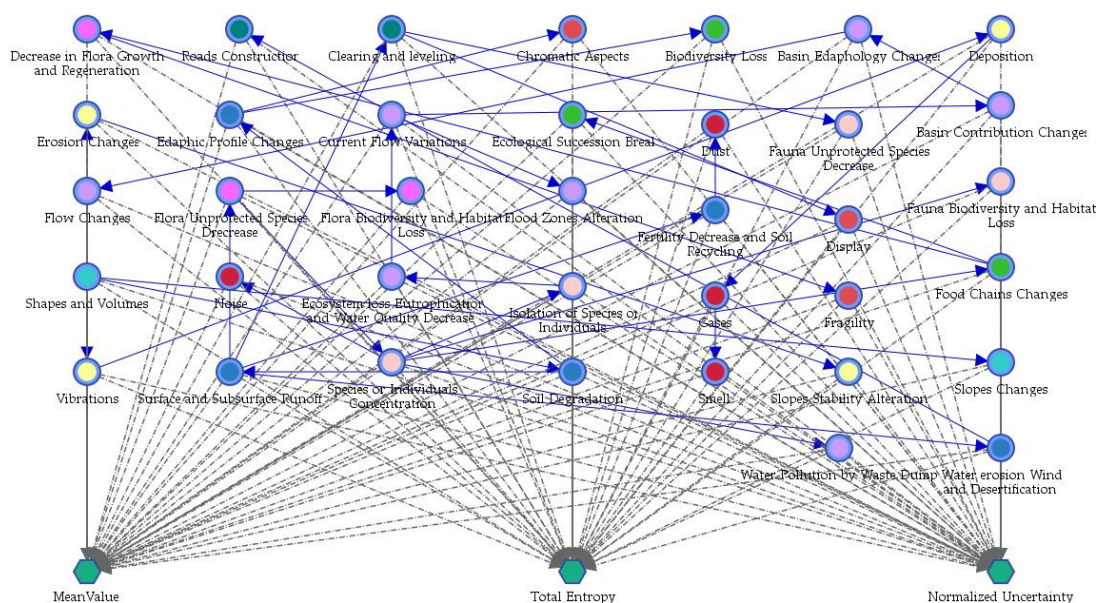 Decrease in Flora Growth
and Regeneration
Roads Construction
Clearing and leveling
Chromatic Aspects
Biodiversity Loss
Basin Edaphology Changes
Deposition
Erosion Changes
Edaphic Profile Changes
Current Flow Variations
Ecological Succession Break
Dust
Fauna Unprotected Species
Decrease
Basin Contribution Changes
Flow Changes
Flora Unprotected Species
Drecrease
Flora Biodiversity and Habitat
Loss
Flood Zones Alteration
Fertility Decrease and Soil
Recycling
Display
Fauna Biodiversity and Habitat
Loss
Shapes and Volumes
Noise
Ecosystem loss Eutrophication
and Water Quality Decrease
Isolation of Species or
Individuals
Gases
Fragility
Food Chains Changes
Vibrations
Surface and Subsurface Runoff
Species or Individuals
Concentration
Soil Degradation
Smell
Slopes Stability Alteration
Slopes Changes
Water Pollution by Waste Dump
Water erosion Wind
and Desertification
MeanValue
Total Entropy
Normalized Uncertainty